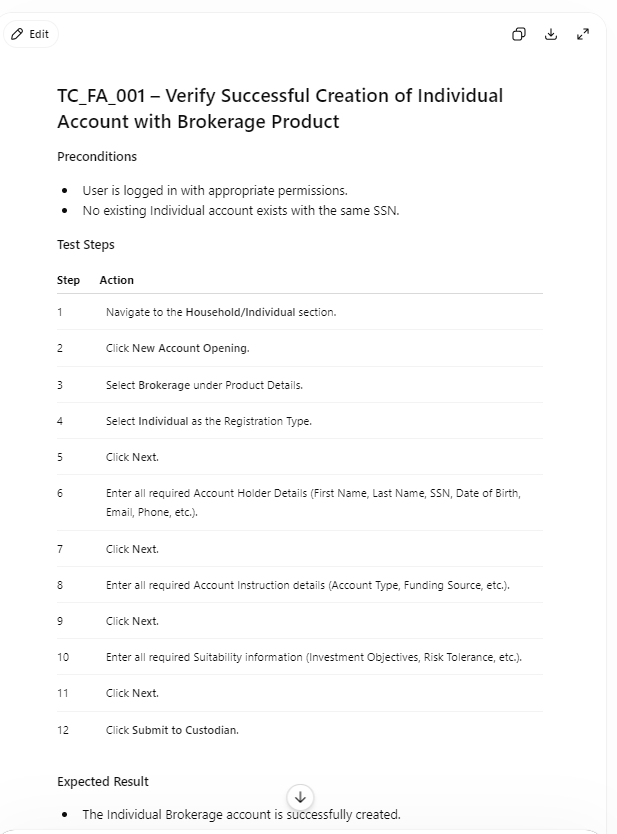 Edit
TC_FA_001 – Verify Successful Creation of Individual
Account with Brokerage Product
Preconditions
• User is logged in with appropriate permissions.
• No existing Individual account exists with the same SSN.
Test Steps
Step Action
1 Navigate to the Household/Individual section.
2 Click New Account Opening.
3 Select Brokerage under Product Details.
4 Select Individual as the Registration Type.
5 Click Next.
6 Enter all required Account Holder Details (First Name, Last Name, SSN, Date of Birth,
Email, Phone, etc.).
7 Click Next.
8 Enter all required Account Instruction details (Account Type, Funding Source, etc.).
9 Click Next.
10 Enter all required Suitability information (Investment Objectives, Risk Tolerance, etc.).
11 Click Next.
12 Click Submit to Custodian.
Expected Result
• The Individual Brokerage account is successfully created.